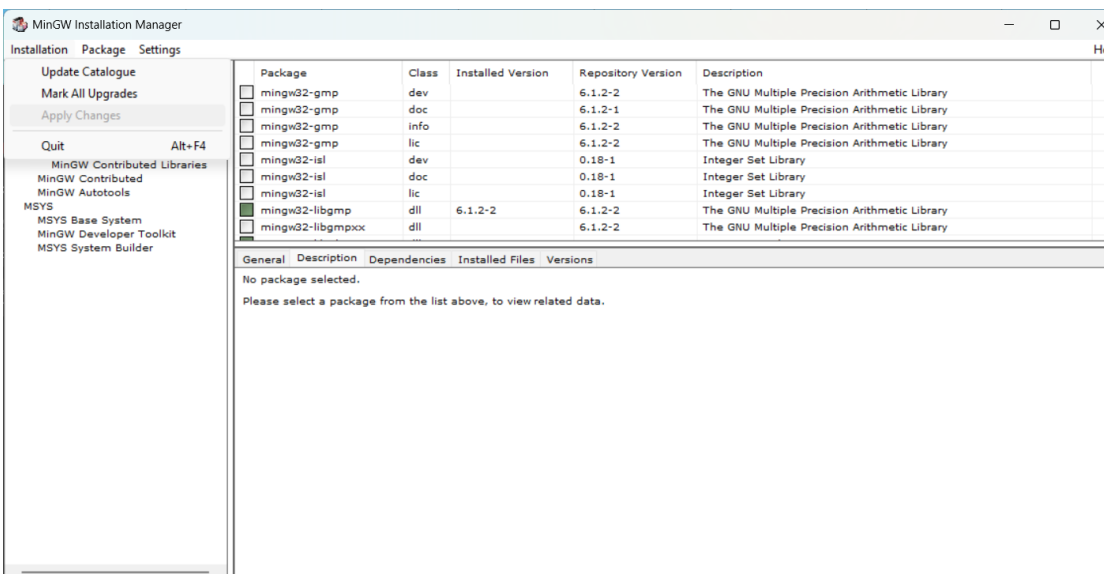 MinGW Installation Manager
Installation Package Settings
Update Catalogue
Mark All Upgrades
Apply Changes
Quit Alt+F4
MinGW Contributed Libraries
MinGW Contributed
MinGW Autotools
MSYS
MSYS Base System
MinGW Developer Toolkit
MSYS System Builder
Package Class Installed Version Repository Version Description
mingw32-gmp dev 6.1.2-2 The GNU Multiple Precision Arithmetic Library
mingw32-gmp doc 6.1.2-1 The GNU Multiple Precision Arithmetic Library
mingw32-gmp info 6.1.2-2 The GNU Multiple Precision Arithmetic Library
mingw32-gmp lic 6.1.2-2 The GNU Multiple Precision Arithmetic Library
mingw32-isl dev 0.18-1 Integer Set Library
mingw32-isl doc 0.18-1 Integer Set Library
mingw32-isl lic 0.18-1 Integer Set Library
mingw32-libgmp dll 6.1.2-2 6.1.2-2 The GNU Multiple Precision Arithmetic Library
mingw32-libgmpxx dll 6.1.2-2 The GNU Multiple Precision Arithmetic Library
General Description Dependencies Installed Files Versions
No package selected.
Please select a package from the list above, to view related data.